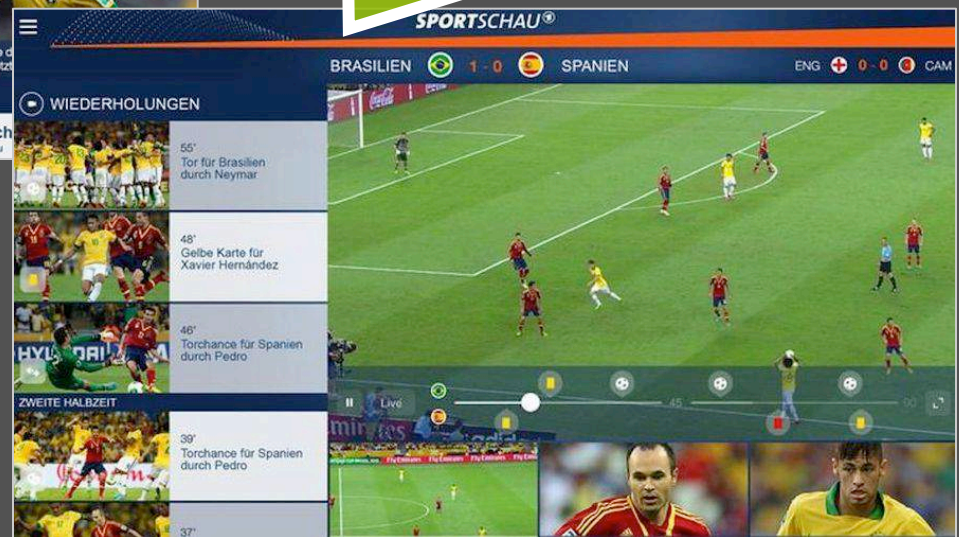 SPORTSCHAU
BRASILIEN 1 - 0 SPANIEN
ENG 0 - 0 CAM
WIEDERHOLUNGEN
55'
Tor für Brasilien
durch Neymar
48'
Gelbe Karte für
Xavier Hernández
46'
Torchance für Spanien
durch Pedro
ZWEITE HALBZEIT
39'
Torchance für Spanien
durch Pedro
37'
Live
45
90